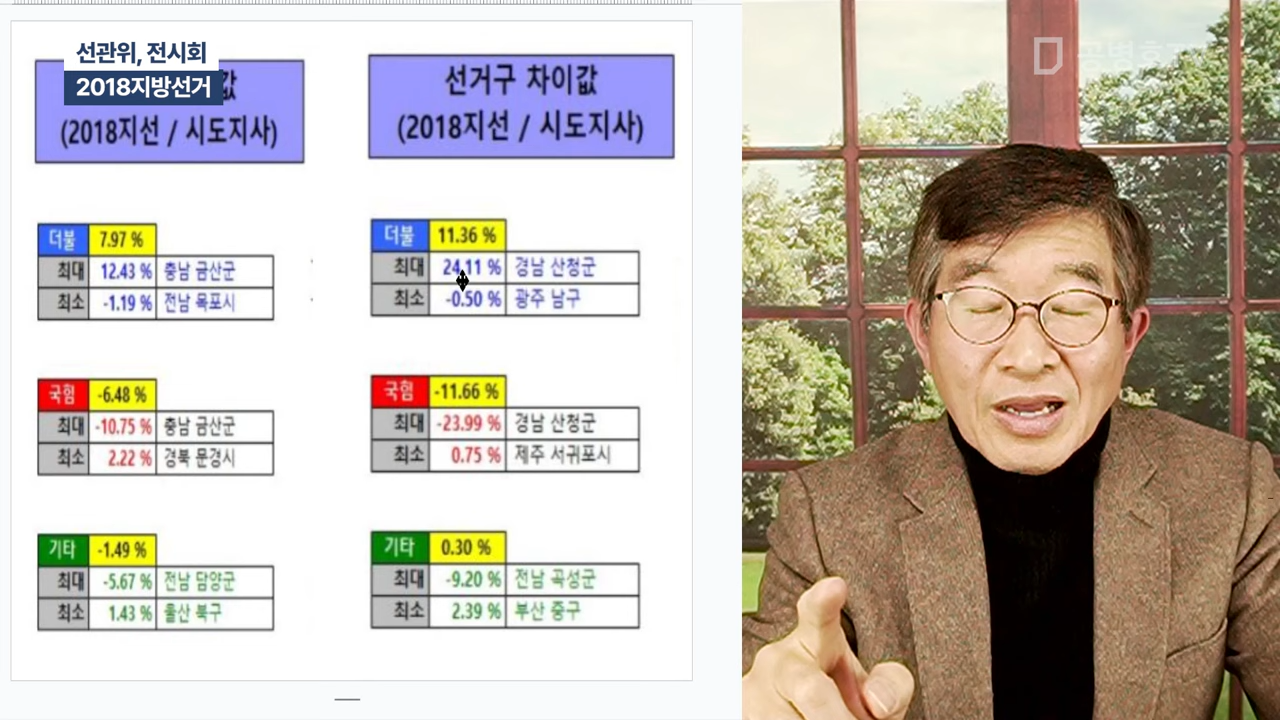 선관위, 전시회
2018지방선거
값
(2018지선 / 시도지사)
더불 7.97 %
최대 12.43 % 충남 금산군
최소 -1.19 % 전남 목포시
국힘 -6.48 %
최대 -10.75 % 충남 금산군
최소 2.22 % 경북 문경시
기타 -1.49 %
최대 -5.67 % 전남 담양군
최소 1.43 % 울산 북구
선거구 차이값
(2018지선 / 시도지사)
더불 11.36 %
최대 24.11 % 경남 산청군
최소 -0.50 % 광주 남구
국힘 -11.66 %
최대 -23.99 % 경남 산청군
최소 0.75 % 제주 서귀포시
기타 0.30 %
최대 -9.20 % 전남 곡성군
최소 2.39 % 부산 중구